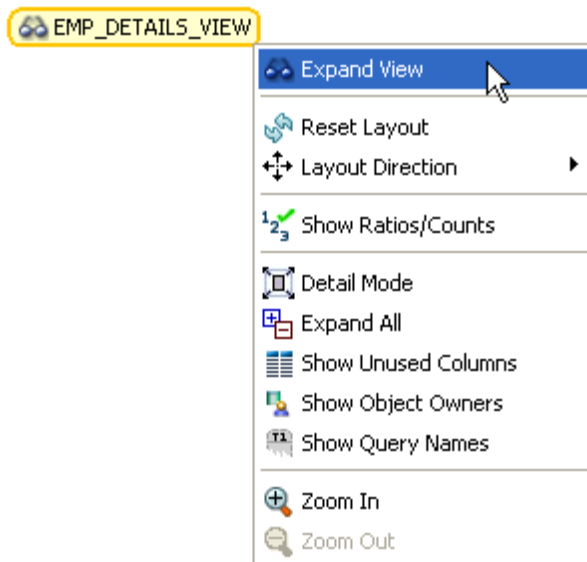 EMP_DETAILS_VIEW
Expand View
Reset Layout
Layout Direction
Show Ratios/Counts
Detail Mode
Expand All
Show Unused Columns
Show Object Owners
Show Query Names
Zoom In
Zoom Out